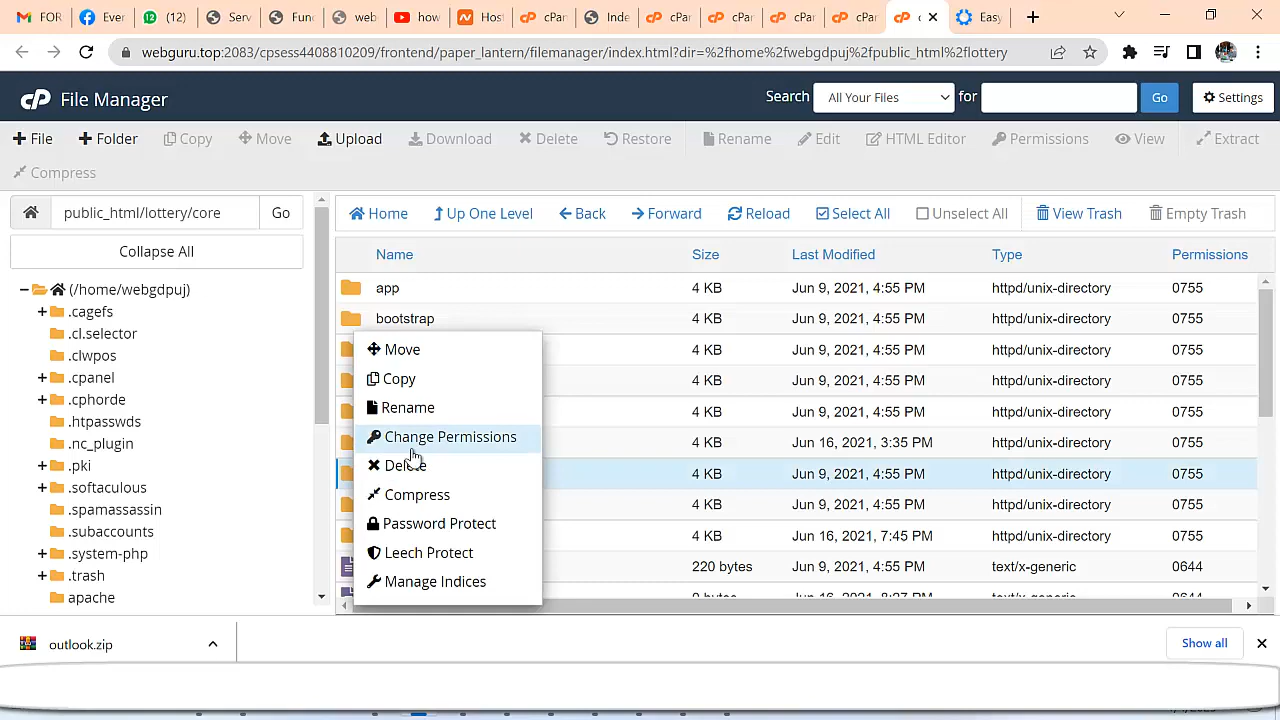 FOR
Ever
(12)
Serv
Fun
web
how
Host
cPar
Inde
cPar
cPar
cPar
cPar
c
Easy
webguru.top:2083/cpsess4408810209/frontend/paper_lantern/filemanager/index.html?dir=%2fhome%2fwebgdpuj%2fpublic_html%2flottery
cP File Manager
Search All Your Files for Go Settings
+ File + Folder Copy Move Upload Download Delete Restore Rename Edit HTML Editor Permissions View Extract
Compress
public_html/lottery/core Go
Collapse All
(/home/webgdpuj)
.cagefs
.cl.selector
.clwpos
.cpanel
.cphorde
.htpasswds
.nc_plugin
.pki
.softaculous
.spamassassin
.subaccounts
.system-php
.trash
apache
Home Up One Level Back Forward Reload Select All Unselect All View Trash Empty Trash
Name Size Last Modified Type Permissions
app 4 KB Jun 9, 2021, 4:55 PM httpd/unix-directory 0755
bootstrap 4 KB Jun 9, 2021, 4:55 PM httpd/unix-directory 0755
4 KB Jun 9, 2021, 4:55 PM httpd/unix-directory 0755
4 KB Jun 9, 2021, 4:55 PM httpd/unix-directory 0755
4 KB Jun 9, 2021, 4:55 PM httpd/unix-directory 0755
4 KB Jun 16, 2021, 3:35 PM httpd/unix-directory 0755
4 KB Jun 9, 2021, 4:55 PM httpd/unix-directory 0755
4 KB Jun 9, 2021, 4:55 PM httpd/unix-directory 0755
4 KB Jun 16, 2021, 7:45 PM httpd/unix-directory 0755
220 bytes Jun 9, 2021, 4:55 PM text/x-generic 0644
Move
Copy
Rename
Change Permissions
Delete
Compress
Password Protect
Leech Protect
Manage Indices
outlook.zip
Show all